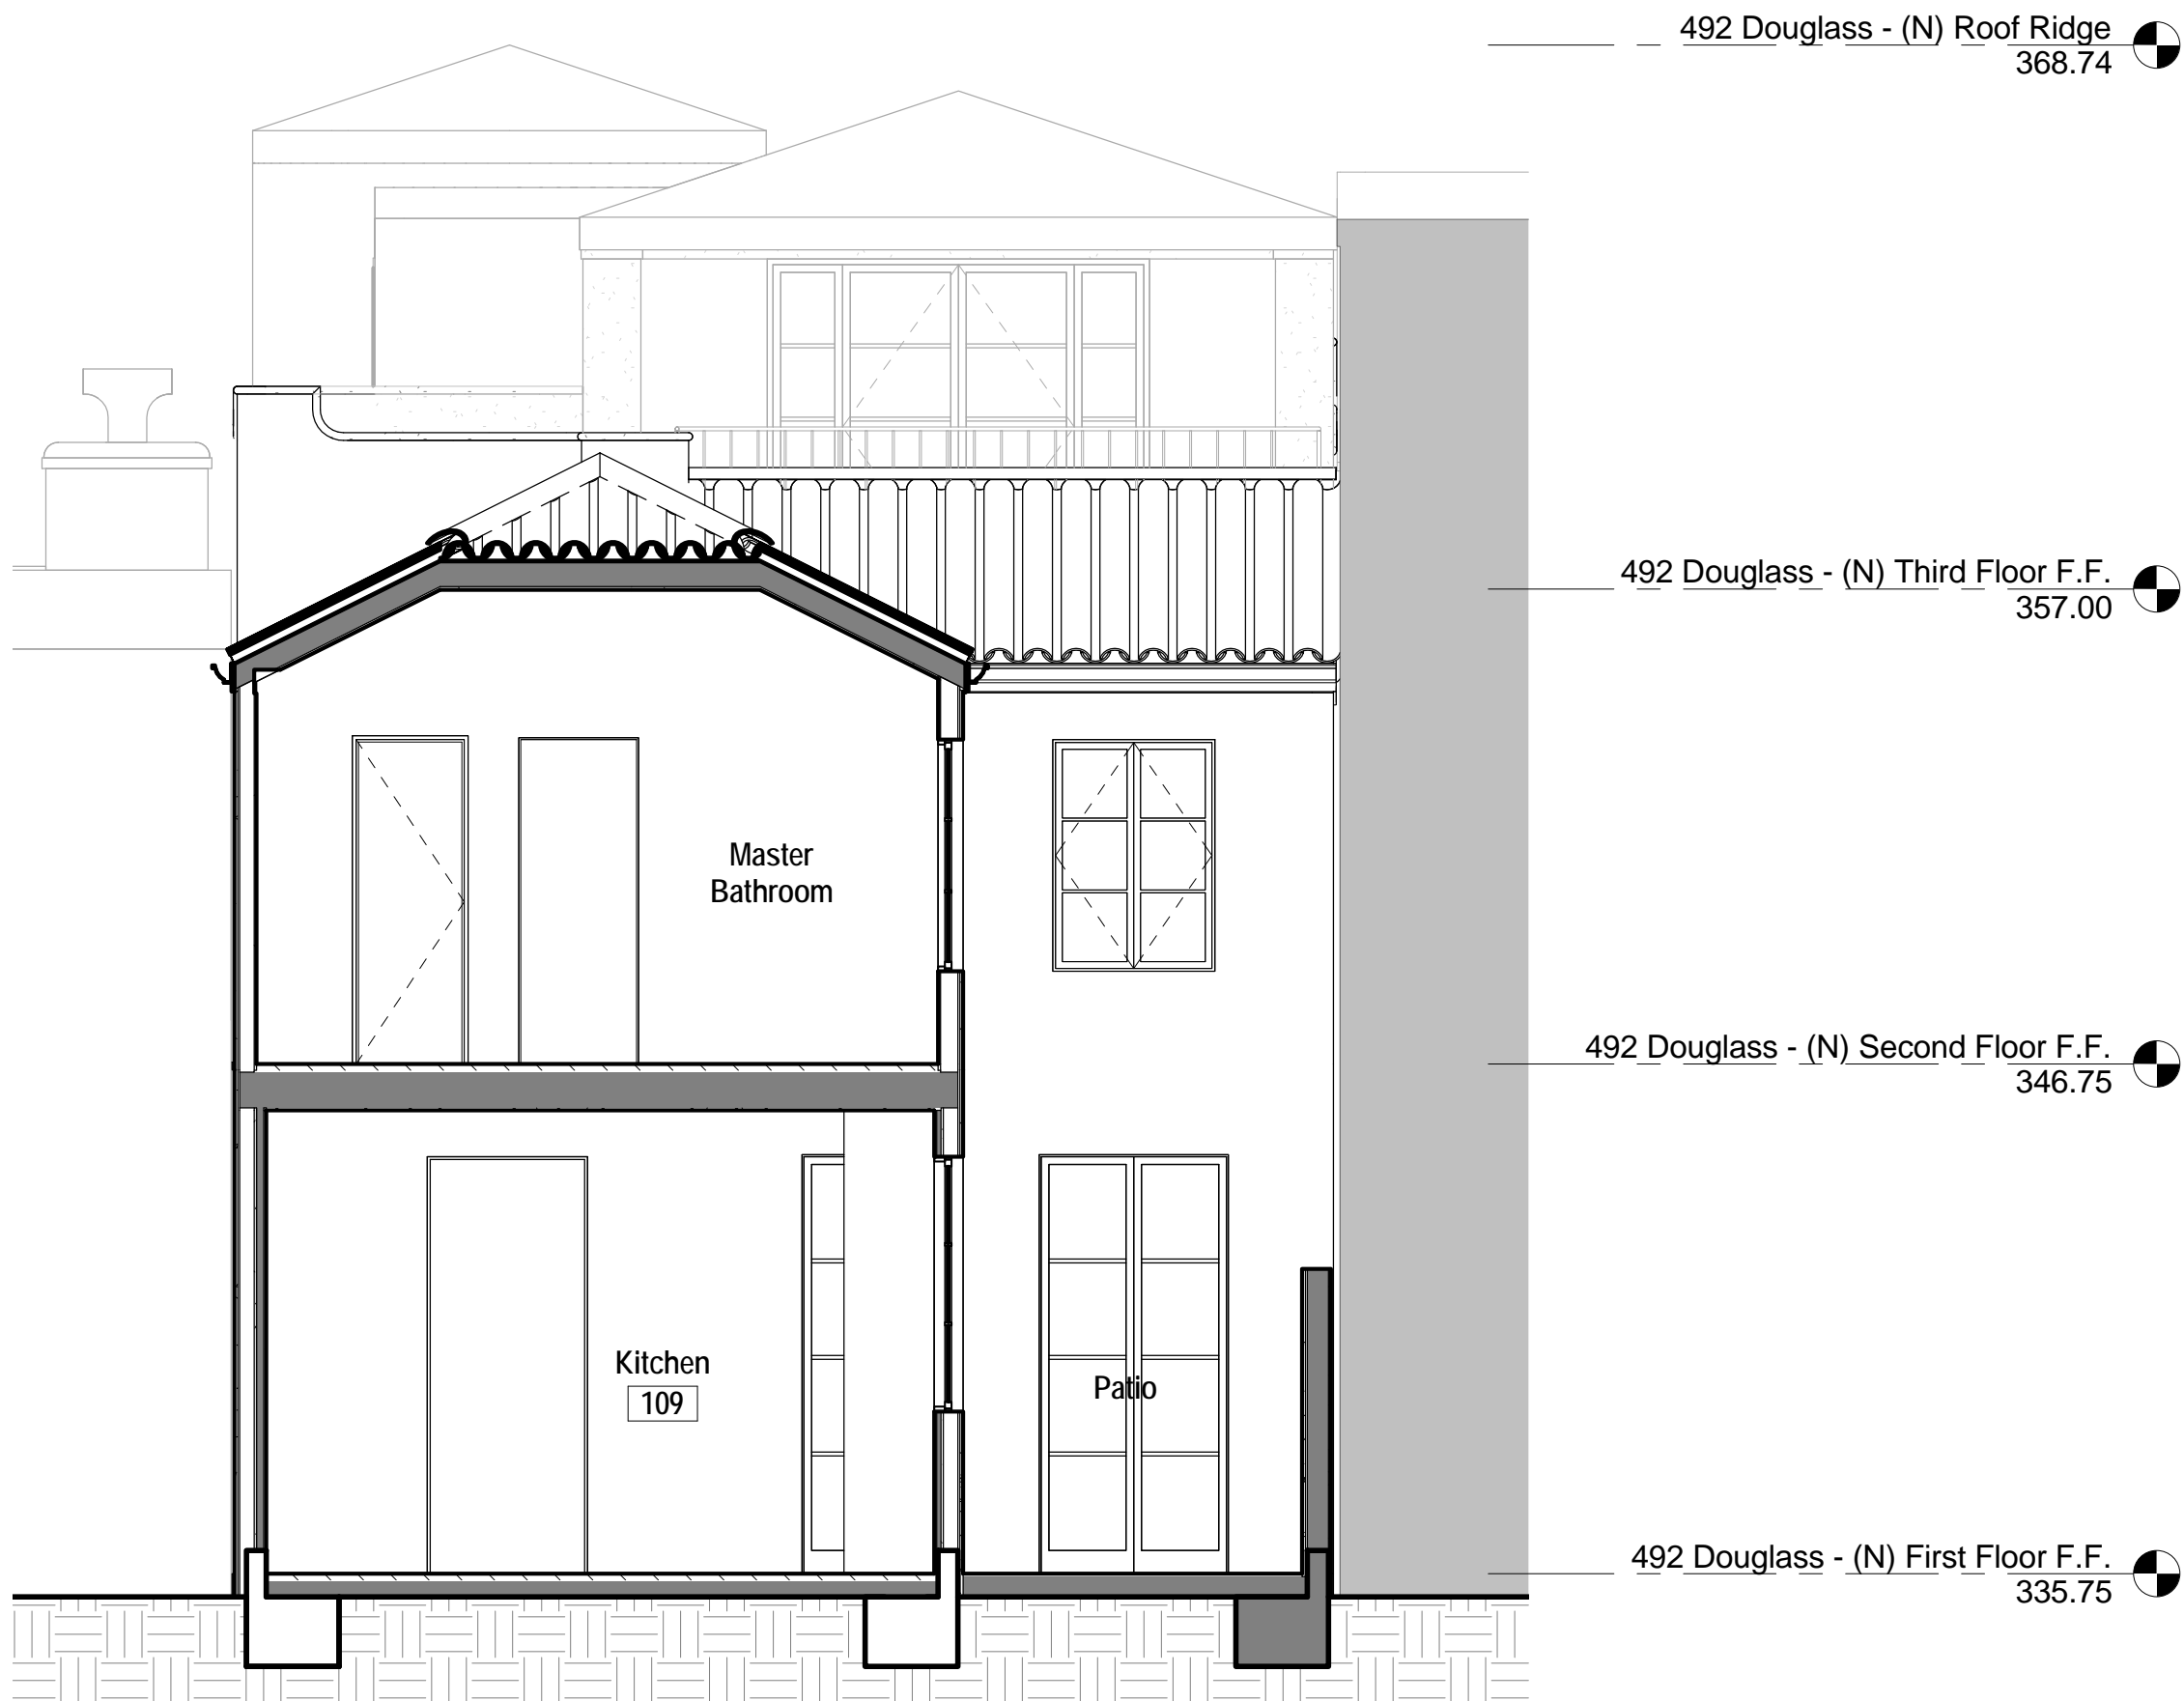 492 Douglass - (N) Roof Ridge
368.74
492 Douglass - (N) Third Floor F.F.
357.00
Master
Bathroom
492 Douglass - (N) Second Floor F.F.
346.75
Kitchen
109
Patio
492 Douglass - (N) First Floor F.F.
335.75